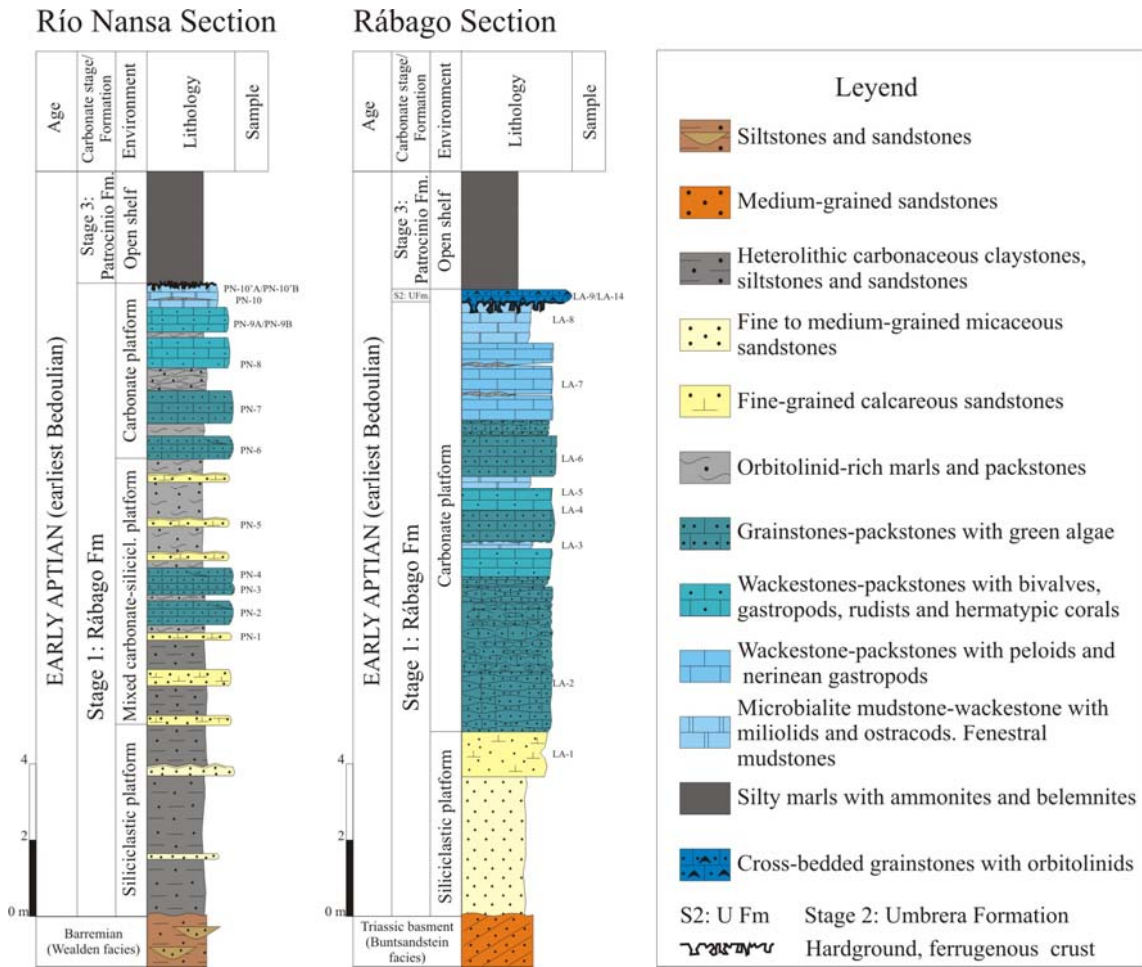 Río Nansa Section
Age
Carbonate stage/
Formation
Environment
Lithology
Sample
EARLY APTIAN (earliest Bedoulian)
Stage 3:
Patrocinio Fm.
Stage 1: Rábago Fm
Open shelf
Carbonate platform
Mixed carbonate-silicicl. platform
Siliciclastic platform
PN-10"A/PN-10"B
PN-10
PN-9A/PN-9B
PN-8
PN-7
PN-6
PN-5
PN-4
PN-3
PN-2
PN-1
4
2
0 m
Barremian
(Wealden facies)
Rábago Section
Age
Carbonate stage/
Formation
Environment
Lithology
Sample
EARLY APTIAN (earliest Bedoulian)
Stage 3:
Patrocinio Fm.
S2: UFm.
Stage 1: Rábago Fm
Open shelf
Carbonate platform
Siliciclastic platform
LA-9/LA-14
LA-8
LA-7
LA-6
LA-5
LA-4
LA-3
LA-2
LA-1
4
2
0 m
Triassic basment
(Buntsandstein
facies)
Leyend
Siltstones and sandstones
Medium-grained sandstones
Heterolithic carbonaceous claystones,
siltstones and sandstones
Fine to medium-grained micaceous
sandstones
Fine-grained calcareous sandstones
Orbitolinid-rich marls and packstones
Grainstones-packstones with green algae
Wackestones-packstones with bivalves,
gastropods, rudists and hermatypic corals
Wackestone-packstones with peloids and
nerinean gastropods
Microbialite mudstone-wackestone with
miliolids and ostracods. Fenestral
mudstones
Silty marls with ammonites and belemnites
Cross-bedded grainstones with orbitolinids
S2: U Fm Stage 2: Umbrera Formation
Hardground, ferrugenous crust